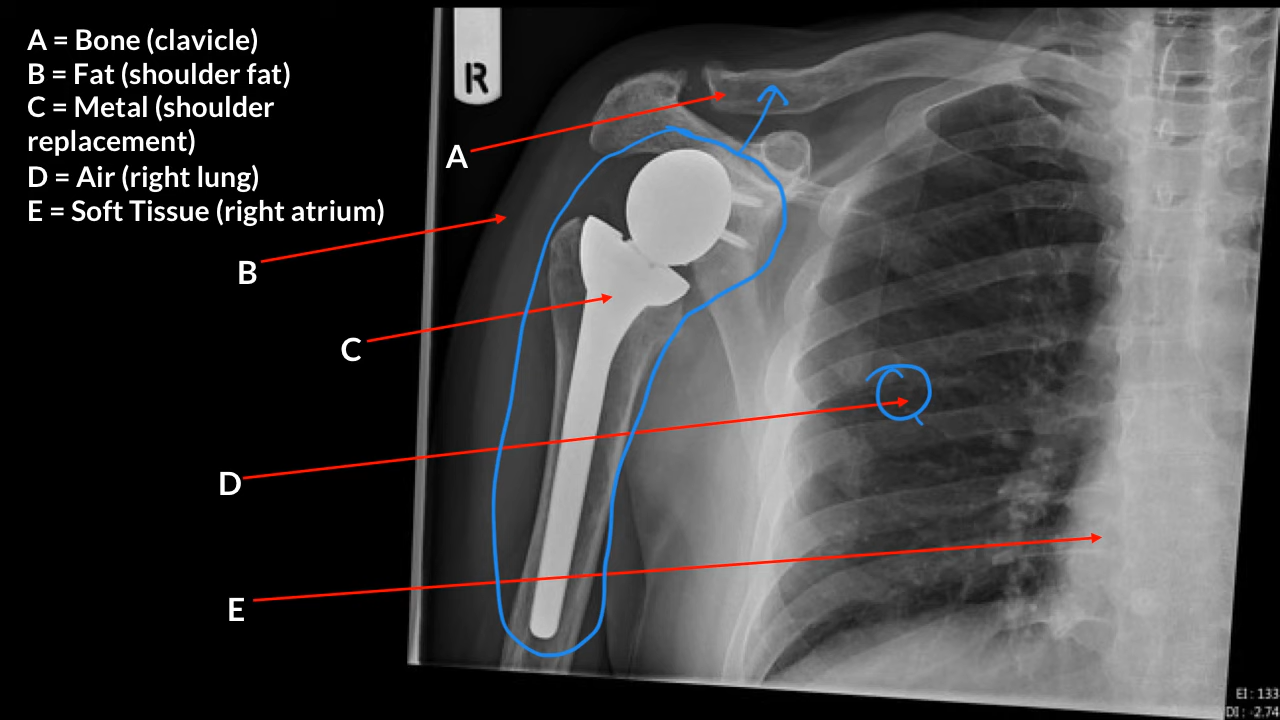 A = Bone (clavicle)
B = Fat (shoulder fat)
C = Metal (shoulder
replacement)
D = Air (right lung)
E = Soft Tissue (right atrium)
R
A
B
C
D
E
EI: 133
DI: -2.74